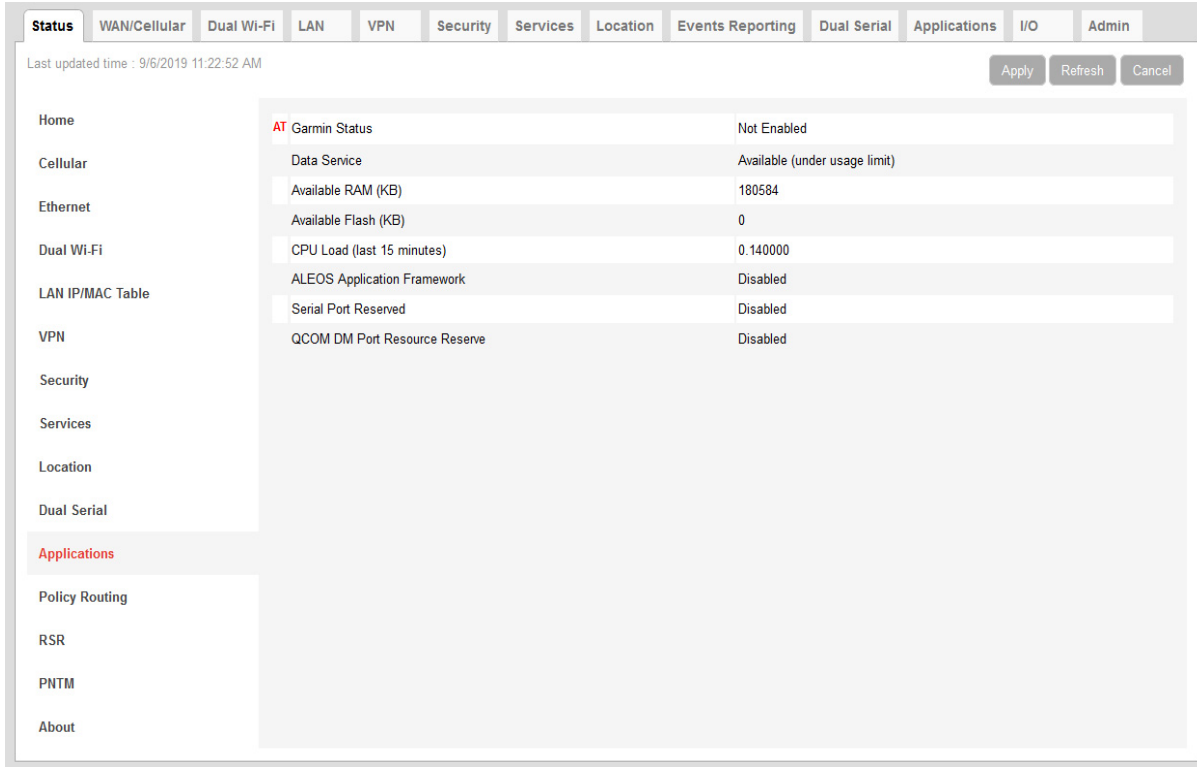 Status WAN/Cellular Dual Wi-Fi LAN VPN Security Services Location Events Reporting Dual Serial Applications I/O Admin
Last updated time : 9/6/2019 11:22:52 AM
Apply Refresh Cancel
Home
Cellular
Ethernet
Dual Wi-Fi
LAN IP/MAC Table
VPN
Security
Services
Location
Dual Serial
Applications
Policy Routing
RSR
PNTM
About
AT Garmin Status Not Enabled
Data Service Available (under usage limit)
Available RAM (KB) 180584
Available Flash (KB) 0
CPU Load (last 15 minutes) 0.140000
ALEOS Application Framework Disabled
Serial Port Reserved Disabled
QCOM DM Port Resource Reserve Disabled